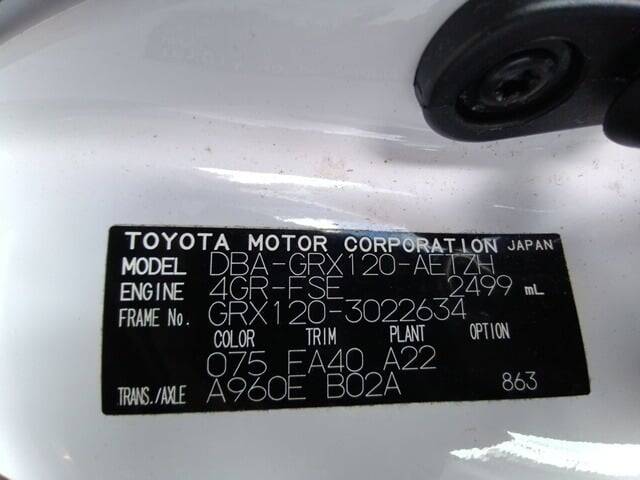 TOYOTA MOTOR CORPORATION JAPAN
MODEL DBA-GRX120-AETZH
ENGINE 4GR-FSE 2499 mL
FRAME No. GRX120-3022634
COLOR TRIM PLANT OPTION
075 FA40 A22
TRANS./AXLE A960E B02A 863